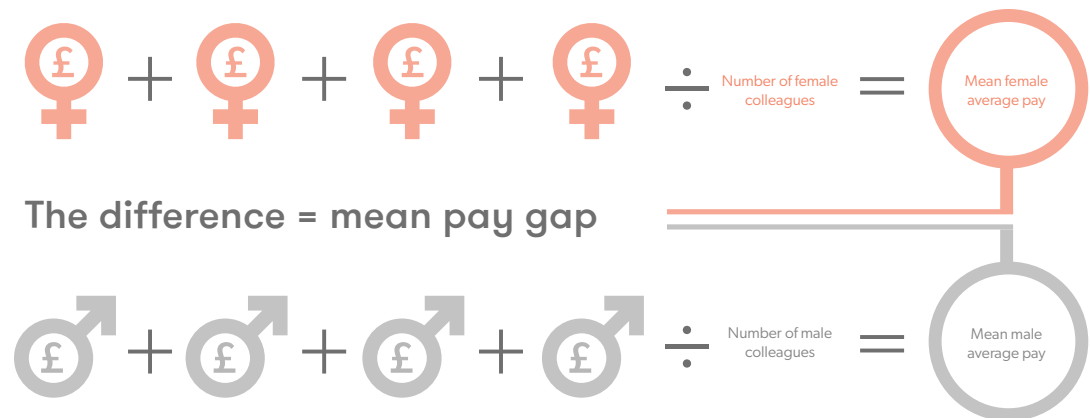 £ + £ + £ + £ ÷ Number of female colleagues = Mean female average pay
The difference = mean pay gap
£ + £ + £ + £ ÷ Number of male colleagues = Mean male average pay